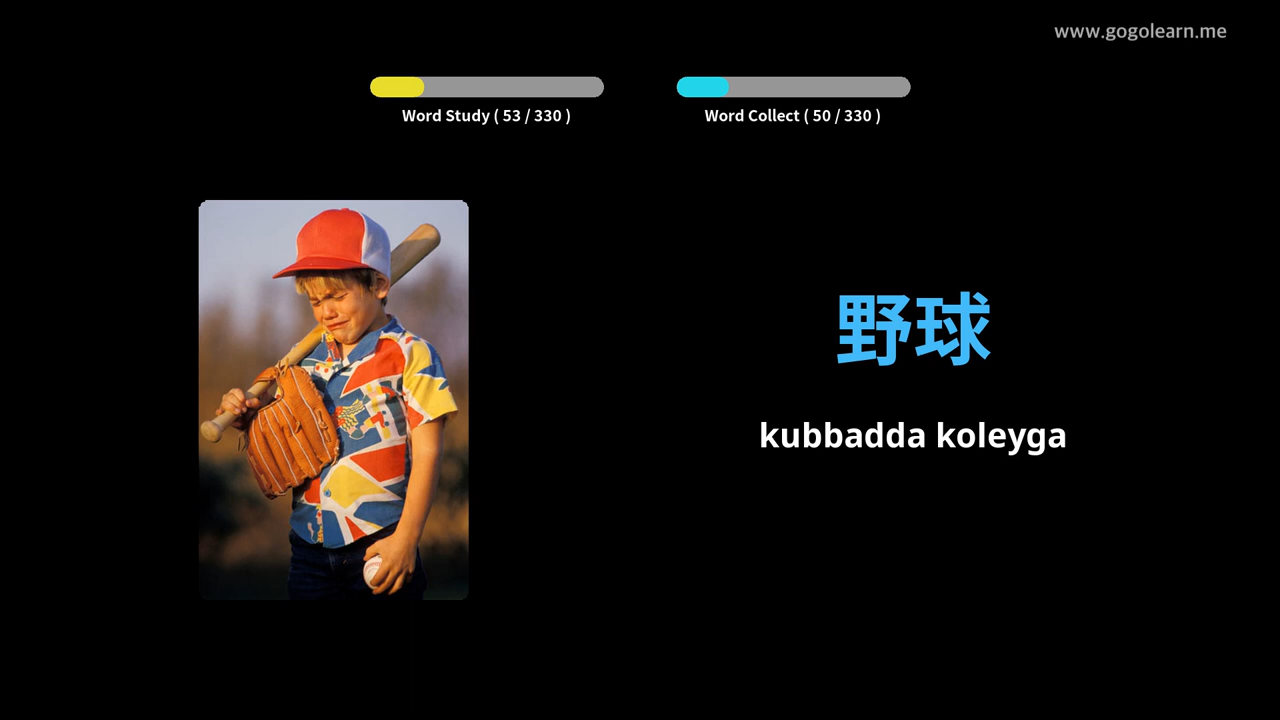 www.gogolearn.me
Word Study ( 53 / 330 )
Word Collect ( 50 / 330 )
野球
kubbadda koleyga